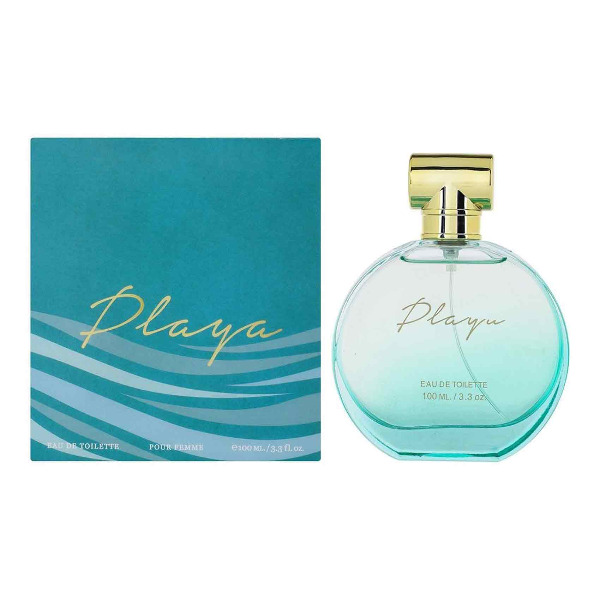 Playa
EAU DE TOILETTE POUR FEMME ℮100 ML./3.3 fl. oz.
Playu
EAU DE TOILETTE
100 ML. / 3.3 oz.